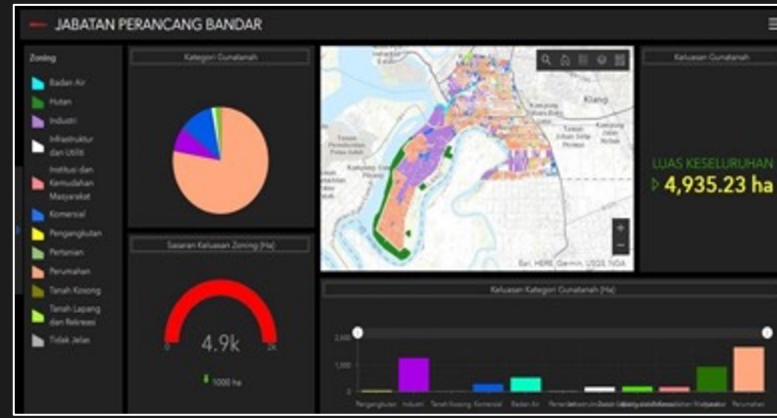 JABATAN PERANCANG BANDAR
Zoning
Badan Air
Hutan
Industri
Infrastruktur
dan Utiliti
Institusi dan
Kemudahan
Masyarakat
Komersial
Pengangkutan
Pertanian
Perumahan
Tanah Kosong
Tanah Lapang
dan Rekreasi
Tidak Jelas
Kategori Gunatanah
Sasaran Keluasan Zoning (Ha)
4.9k
0
2k
1000 ha
Klang
Esri, HERE, Garmin, USGS, NGA
Keluasan Gunatanah
LUAS KESELURUHAN
4,935.23 ha
Keluasan Kategori Gunatanah (Ha)
2,000
1,000
0
Pengangkutan
Industri
Tanah Kosong
Komersial
Badan Air
Perumahan